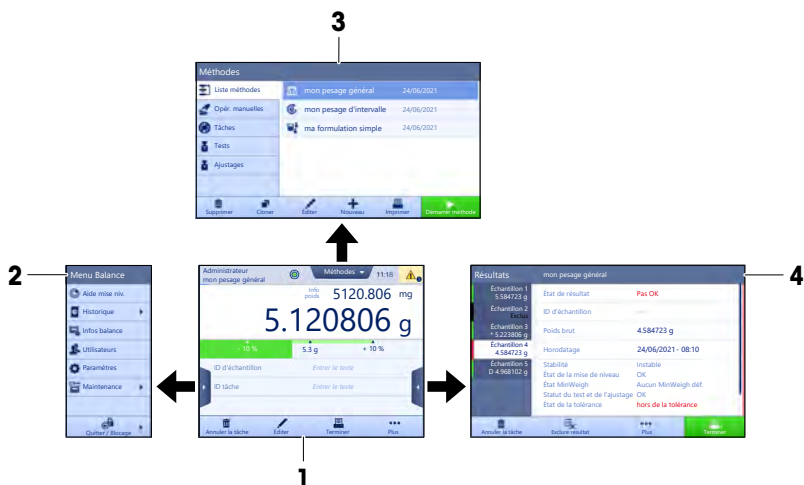 3
Méthodes
Liste méthodes
Opér. manuelles
Tâches
Tests
Ajustages
mon pesage général 24/06/2021
mon pesage d'intervalle 24/06/2021
ma formulation simple 24/06/2021
Supprimer Cloner Éditer Nouveau Imprimer Démarrer méthode
2
Menu Balance
Aide mise niv.
Historique
Infos balance
Utilisateurs
Paramètres
Maintenance
Quitter / Blocage
Administrateur
mon pesage général
Méthodes 11:18
Info
poids 5120.806 mg
5.120806 g
- 10 % 5.3 g + 10 %
ID d'échantillon Entrer le texte
ID tâche Entrer le texte
Annuler la tâche Éditer Terminer Plus
1
4
Résultats mon pesage général
Échantillon 1
5.584723 g
Échantillon 2
Exclus
Échantillon 3
* 5.223806 g
Échantillon 4
4.584723 g
Échantillon 5
D 4.968102 g
État de résultat Pas OK
ID d'échantillon ---
Poids brut 4.584723 g
Horodatage 24/06/2021 - 08:10
Stabilité Instable
État de la mise de niveau OK
État MinWeigh Aucun MinWeigh déf.
Statut du test et de l'ajustage OK
État de la tolérance hors de la tolérance
Annuler la tâche Exclure résultat Plus Terminer